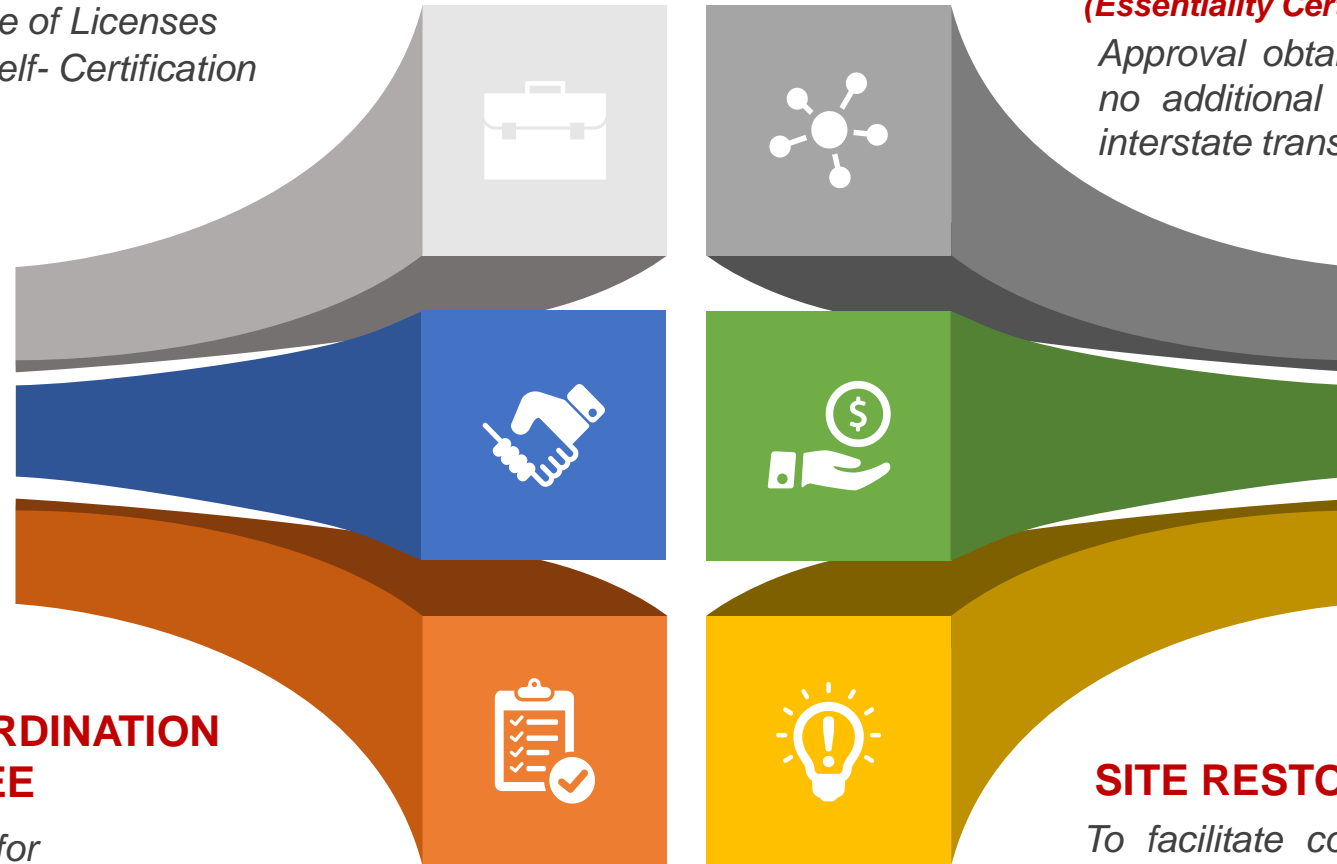 e of Licenses
elf- Certification
(Essentiality Cer
Approval obta
no additional
interstate trans
$
RDINATION
EE
for
SITE RESTO
To facilitate co